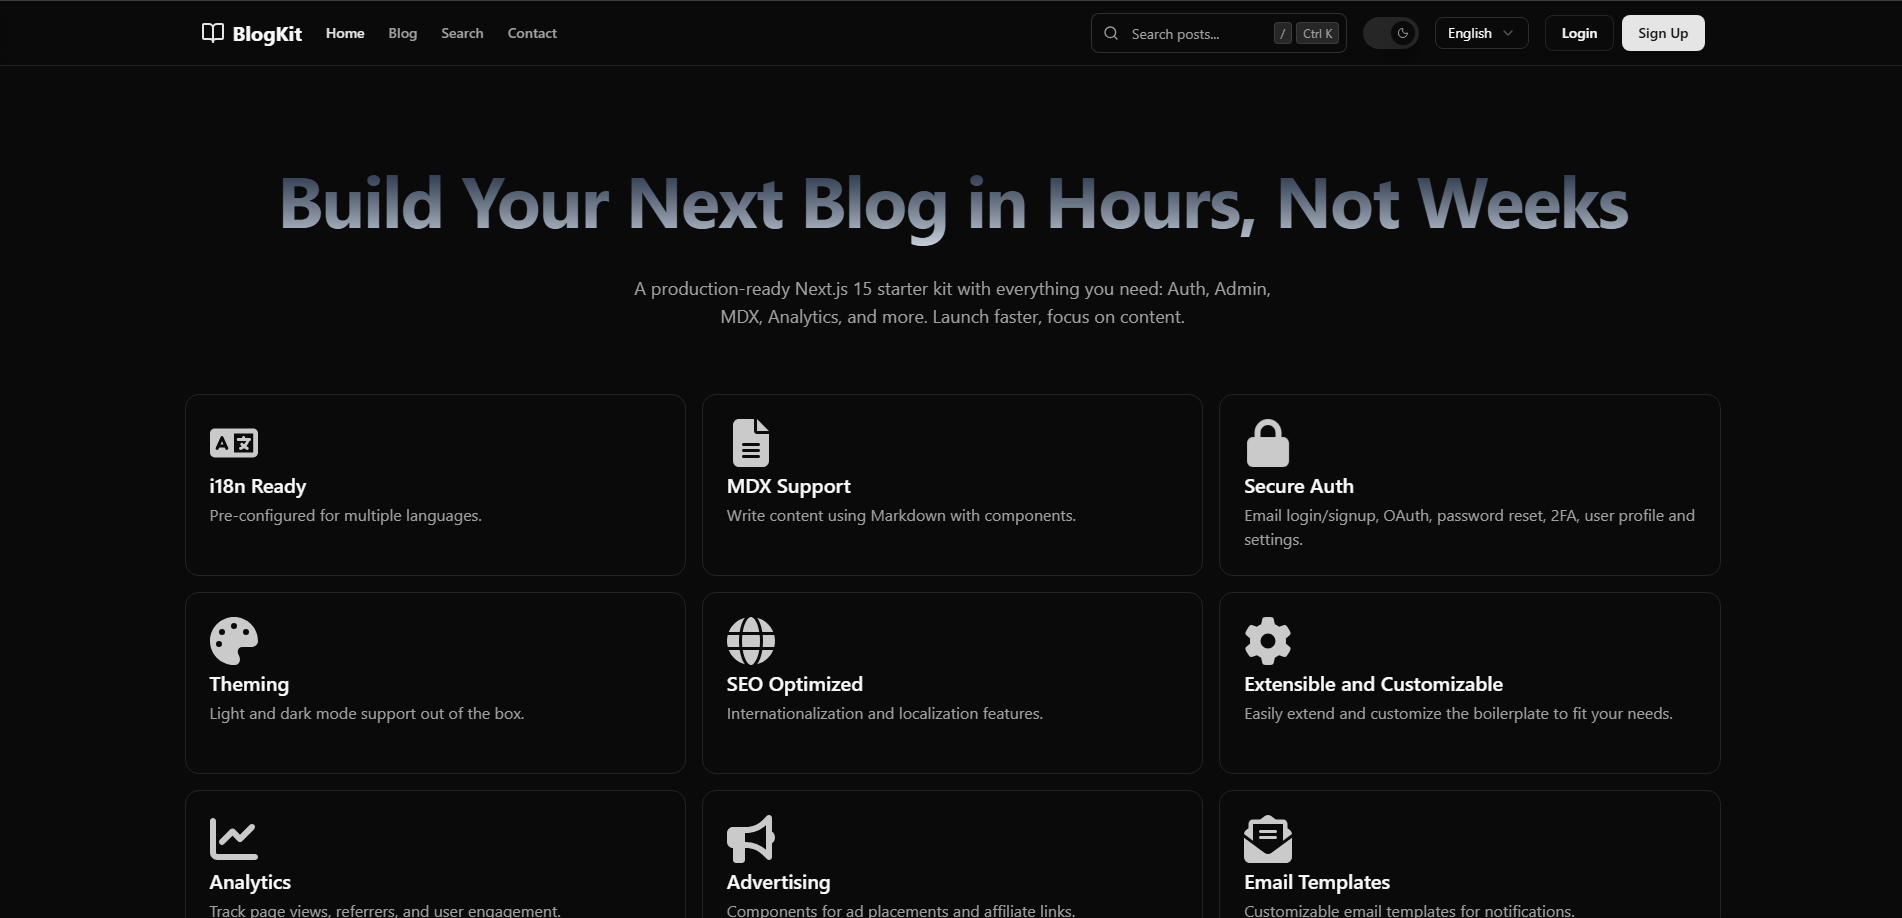 BlogKit Home Blog Search Contact Search posts... / Ctrl K English Login Sign Up
Build Your Next Blog in Hours, Not Weeks
A production-ready Next.js 15 starter kit with everything you need: Auth, Admin,
MDX, Analytics, and more. Launch faster, focus on content.
A 文
i18n Ready
Pre-configured for multiple languages.
MDX Support
Write content using Markdown with components.
Secure Auth
Email login/signup, OAuth, password reset, 2FA, user profile and
settings.
Theming
Light and dark mode support out of the box.
SEO Optimized
Internationalization and localization features.
Extensible and Customizable
Easily extend and customize the boilerplate to fit your needs.
Analytics
Track page views, referrers, and user engagement.
Advertising
Components for ad placements and affiliate links.
Email Templates
Customizable email templates for notifications.